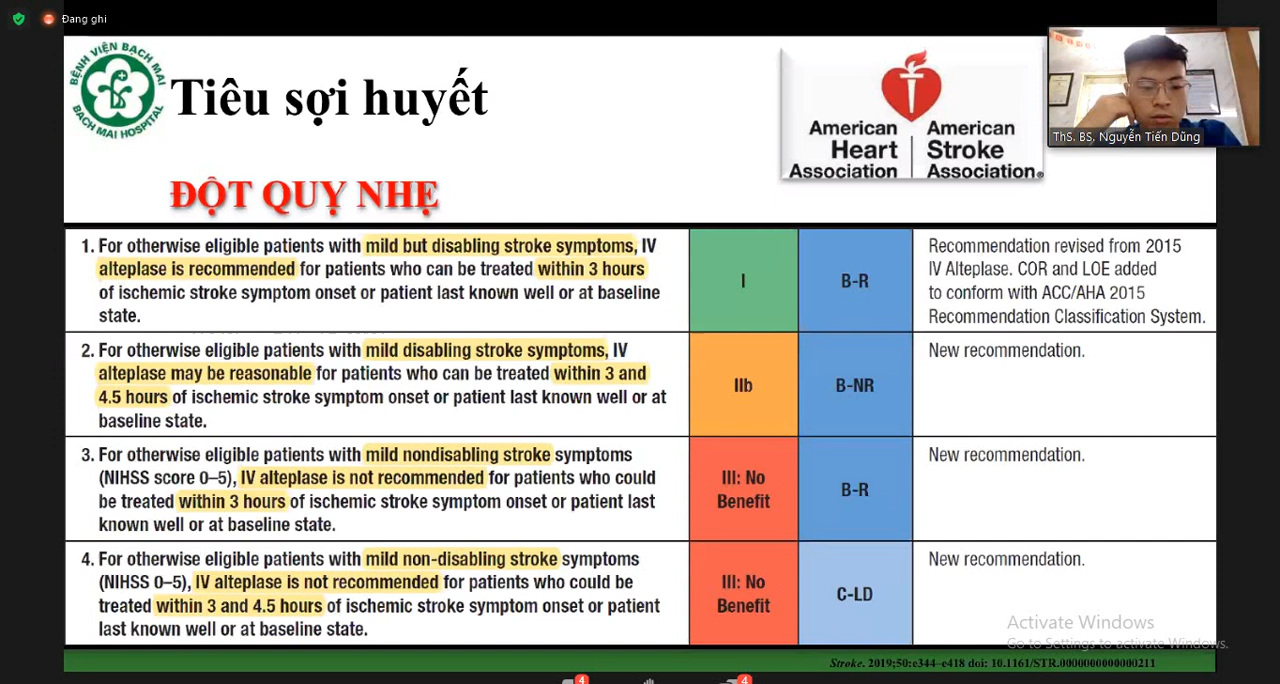 Đang ghi
BỆNH VIỆN BẠCH MAI
BACH MAI HOSPITAL
Tiêu sợi huyết
American Heart Association
American Stroke Association®
ThS. BS. Nguyễn Tiến Dũng
ĐỘT QUỴ NHẸ
1. For otherwise eligible patients with mild but disabling stroke symptoms, IV
alteplase is recommended for patients who can be treated within 3 hours
of ischemic stroke symptom onset or patient last known well or at baseline
state.
I
B-R
Recommendation revised from 2015
IV Alteplase. COR and LOE added
to conform with ACC/AHA 2015
Recommendation Classification System.
2. For otherwise eligible patients with mild disabling stroke symptoms, IV
alteplase may be reasonable for patients who can be treated within 3 and
4.5 hours of ischemic stroke symptom onset or patient last known well or at
baseline state.
IIb
B-NR
New recommendation.
3. For otherwise eligible patients with mild nondisabling stroke symptoms
(NIHSS score 0–5), IV alteplase is not recommended for patients who could
be treated within 3 hours of ischemic stroke symptom onset or patient last
known well or at baseline state.
III: No
Benefit
B-R
New recommendation.
4. For otherwise eligible patients with mild non-disabling stroke symptoms
(NIHSS 0–5), IV alteplase is not recommended for patients who could be
treated within 3 and 4.5 hours of ischemic stroke symptom onset or patient
last known well or at baseline state.
III: No
Benefit
C-LD
New recommendation.
Activate Windows
Go to Settings to activate Windows.
Stroke. 2019;50:e344–e418 doi: 10.1161/STR.0000000000000211
4
4